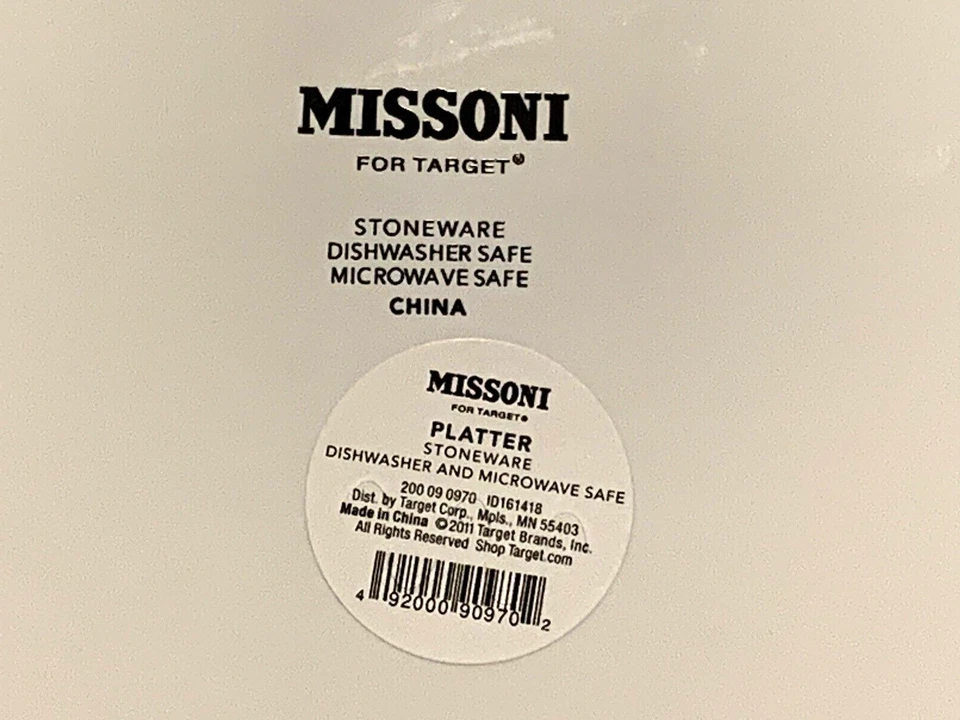 MISSONI
FOR TARGET®
STONEWARE
DISHWASHER SAFE
MICROWAVE SAFE
CHINA
MISSONI
FOR TARGET®
PLATTER
STONEWARE
DISHWASHER AND MICROWAVE SAFE
200 09 0970 ID161418
Dist. by Target Corp., Mpls., MN 55403
Made in China ©2011 Target Brands, Inc.
All Rights Reserved Shop Target.com
4 92000 90970 2